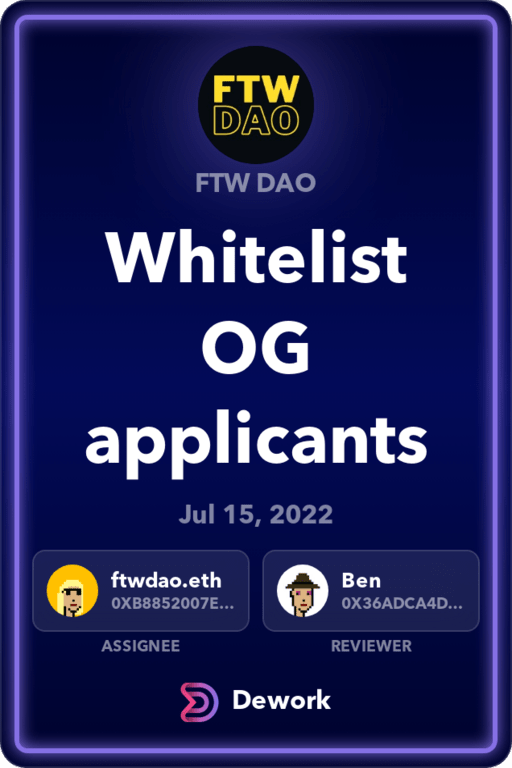 FTW
DAO
FTW DAO
Whitelist
OG
applicants
Jul 15, 2022
ftwdao.eth
0XB8852007E...
Ben
0X36ADCA4D...
ASSIGNEE
REVIEWER
Dework